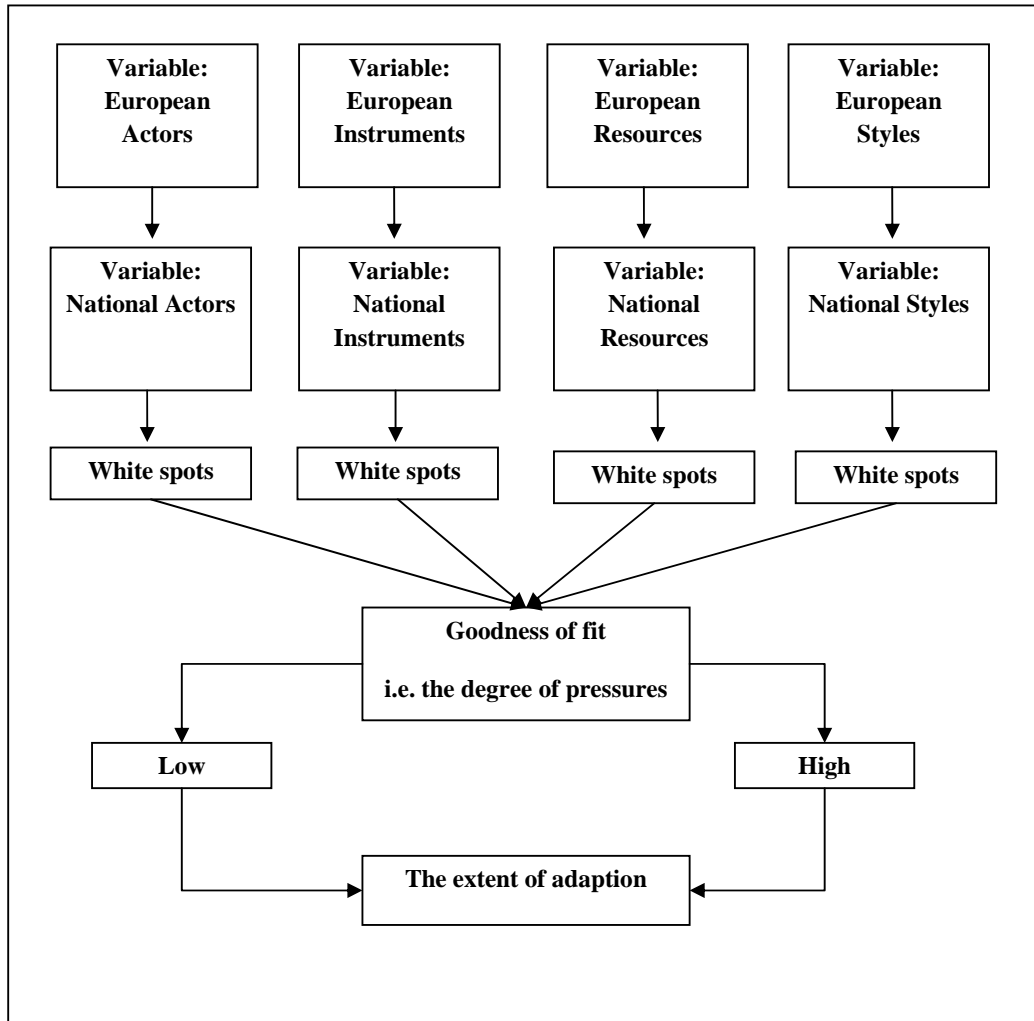 Variable:
European
Actors
Variable:
European
Instruments
Variable:
European
Resources
Variable:
European
Styles
Variable:
National Actors
Variable:
National
Instruments
Variable:
National
Resources
Variable:
National Styles
White spots
White spots
White spots
White spots
Goodness of fit
i.e. the degree of pressures
Low
High
The extent of adaption